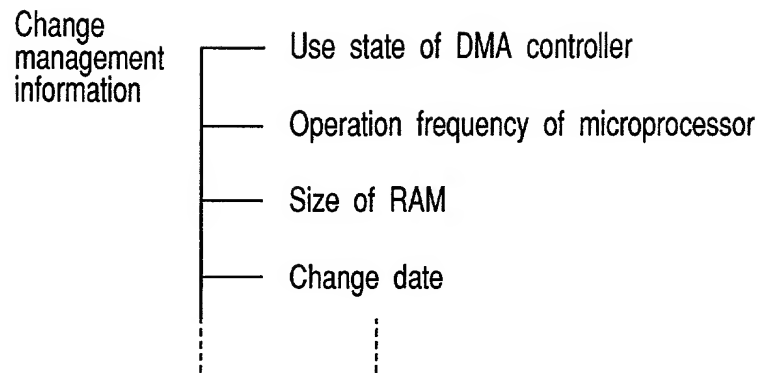 Change
management
information
Use state of DMA controller
Operation frequency of microprocessor
Size of RAM
Change date